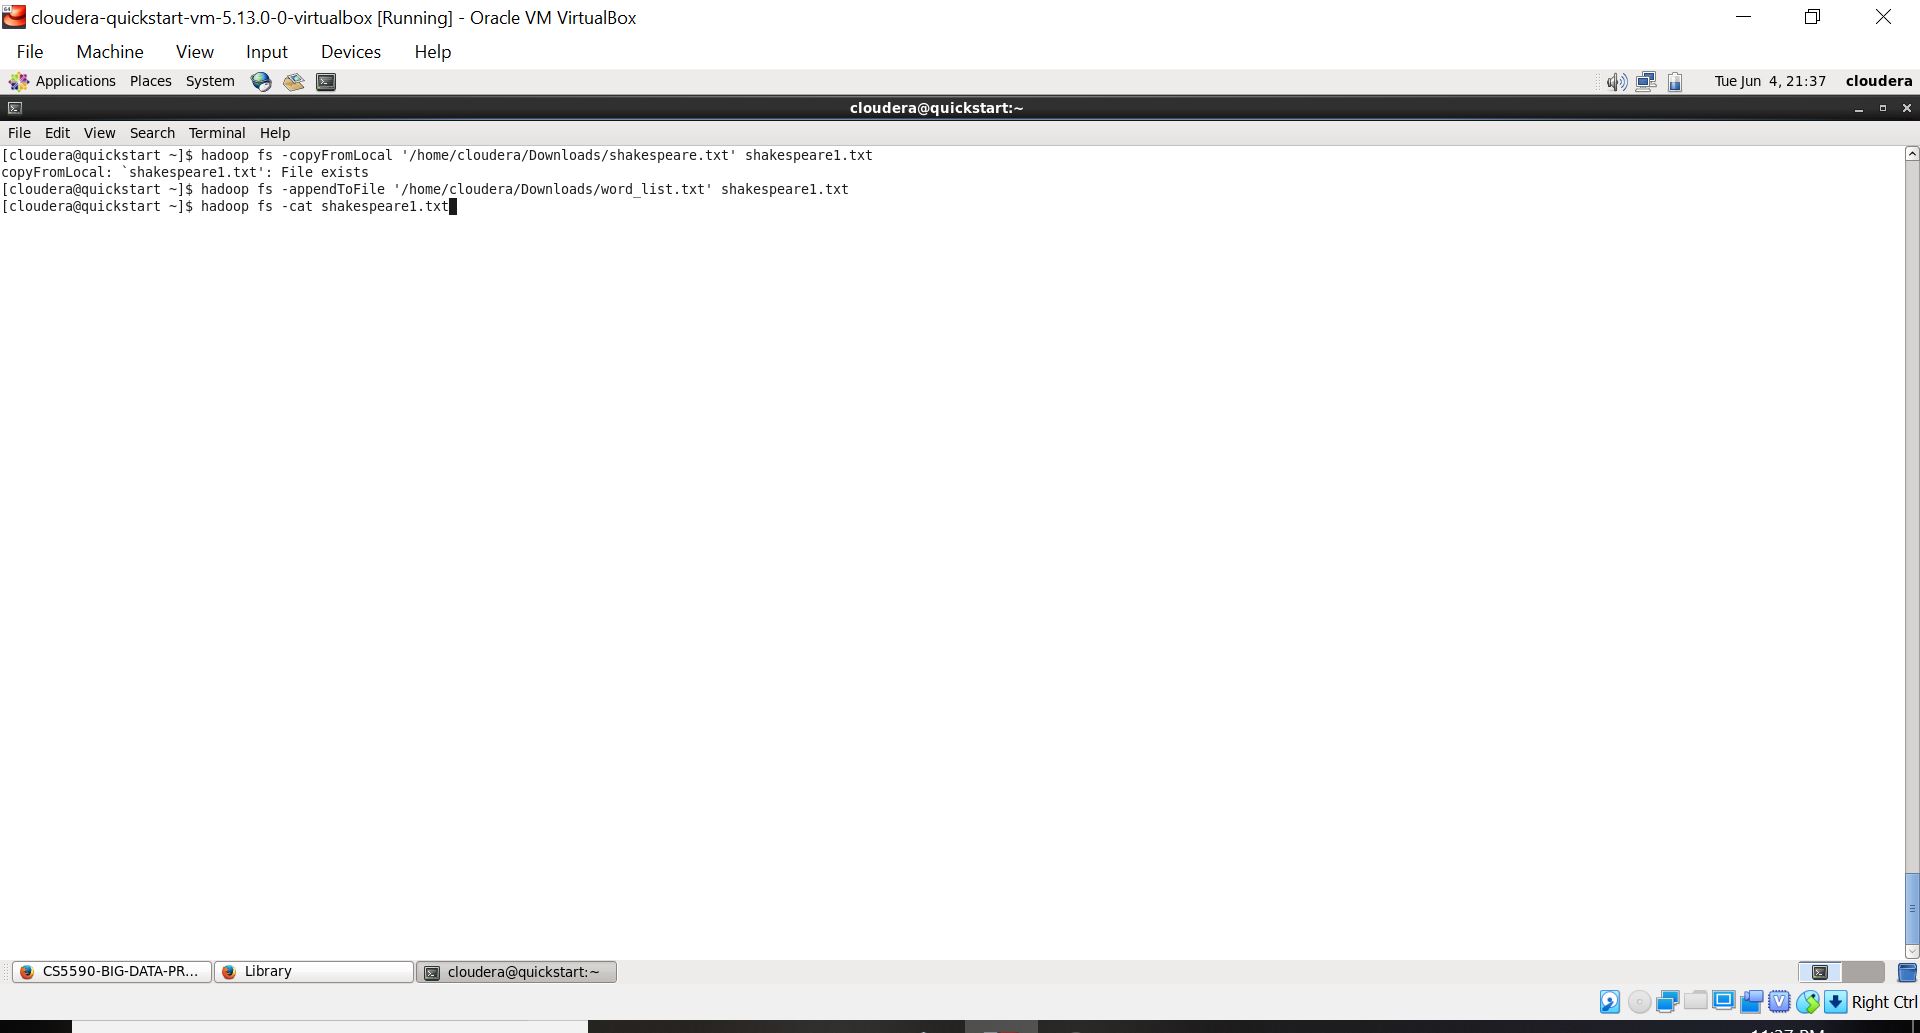 cloudera-quickstart-vm-5.13.0-0-virtualbox [Running] - Oracle VM VirtualBox
File Machine View Input Devices Help
Applications Places System Tue Jun 4, 21:37 cloudera
cloudera@quickstart:~
File Edit View Search Terminal Help
[cloudera@quickstart ~]$ hadoop fs -copyFromLocal '/home/cloudera/Downloads/shakespeare.txt' shakespeare1.txt
copyFromLocal: `shakespeare1.txt': File exists
[cloudera@quickstart ~]$ hadoop fs -appendToFile '/home/cloudera/Downloads/word_list.txt' shakespeare1.txt
[cloudera@quickstart ~]$ hadoop fs -cat shakespeare1.txt
CS5590-BIG-DATA-PR... Library cloudera@quickstart:~
Right Ctrl